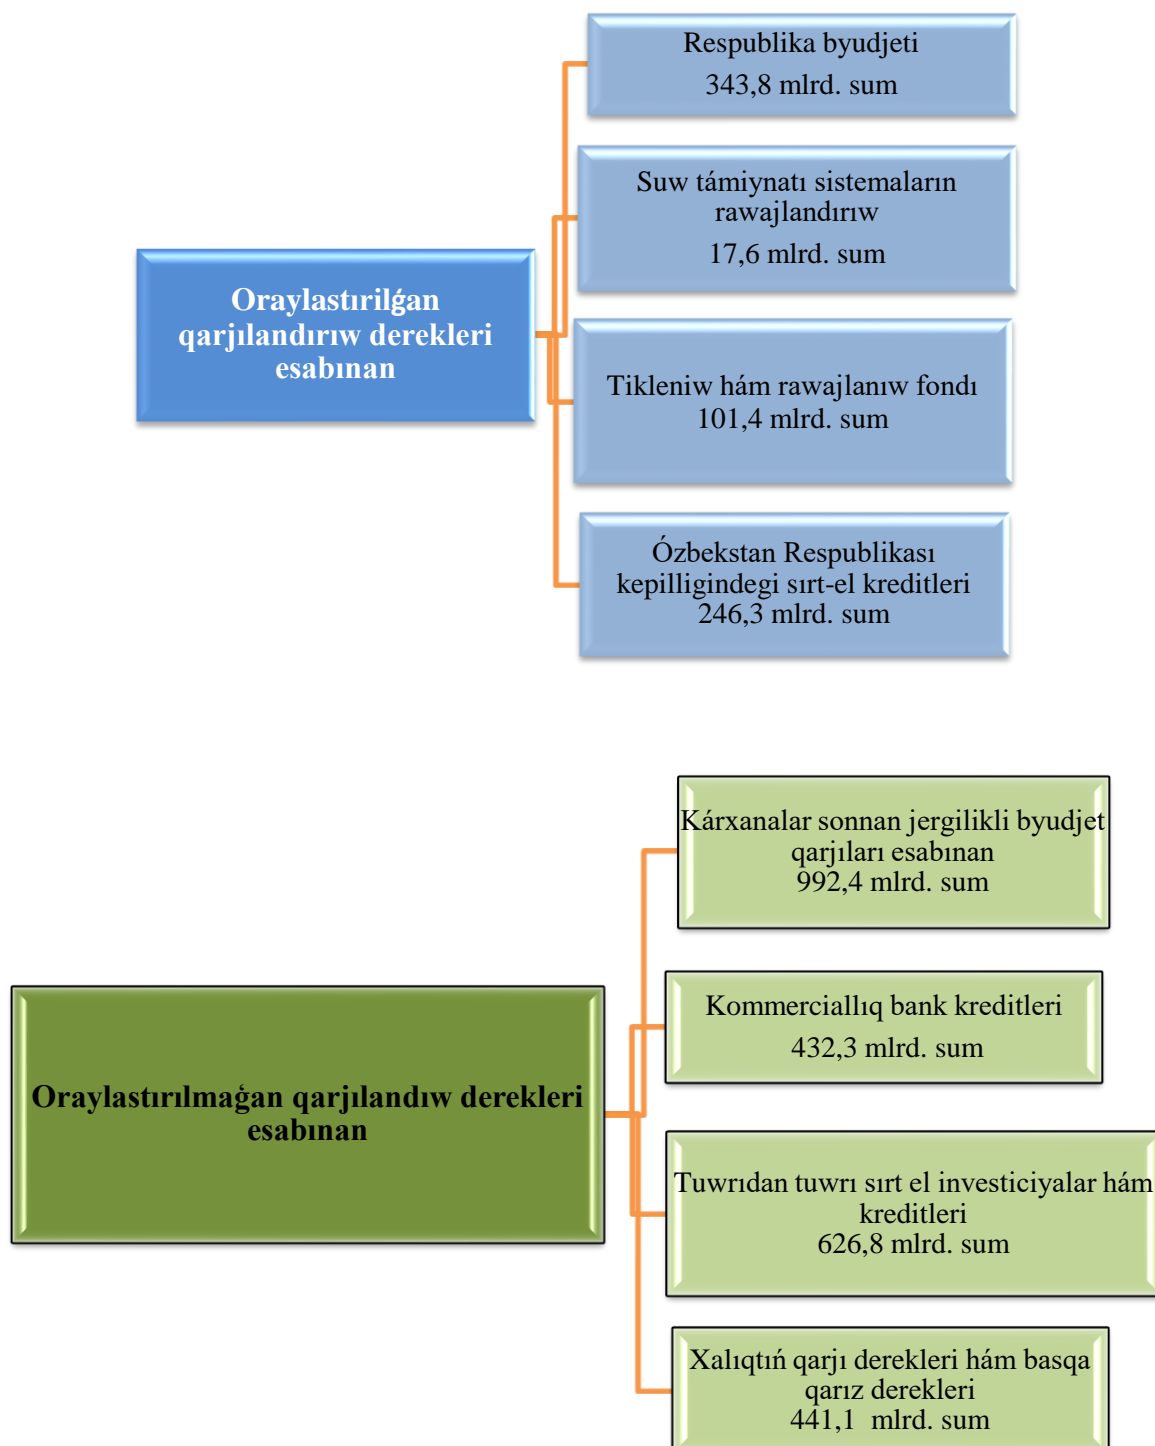 Respublika byudjeti
343,8 mlrd. sum
Suw támiynatı sistemaların
rawajlandırıw
17,6 mlrd. sum
Oraylastırılǵan
qarjılandırıw derekleri
esabınan
Tikleniw hám rawajlanıw fondı
101,4 mlrd. sum
Ózbekstan Respublikası
kepilligindegi sırt-el kreditleri
246,3 mlrd. sum
Kárxanalar sonnan jergilikli byudjet
qarjıları esabınan
992,4 mlrd. sum
Kommerciallıq bank kreditleri
432,3 mlrd. sum
Oraylastırılmaģan qarjılandıw derekleri
esabınan
Tuwrıdan tuwrı sırt el investiciyalar hám
kreditleri
626,8 mlrd. sum
Xalıqtıń qarjı derekleri hám basqa
qarız derekleri
441,1 mlrd. sum